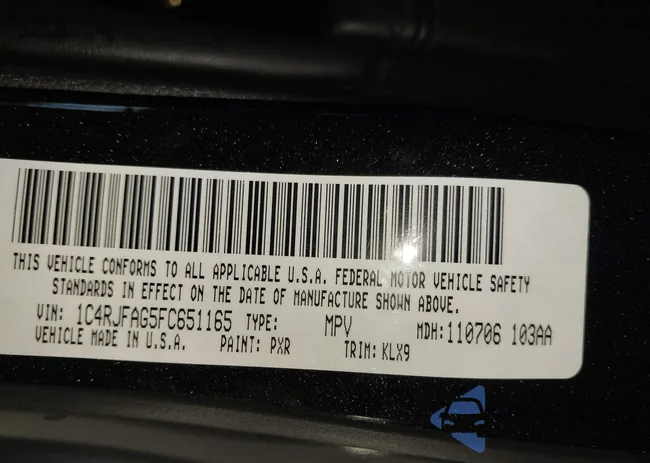 THIS VEHICLE CONFORMS TO ALL APPLICABLE U.S.A. FEDERAL MOTOR VEHICLE SAFETY
STANDARDS IN EFFECT ON THE DATE OF MANUFACTURE SHOWN ABOVE.
VIN: 1C4RJFAG5FC651165 TYPE: MPV MDH:110706 103AA
VEHICLE MADE IN U.S.A. PAINT: PXR TRIM:KLX9